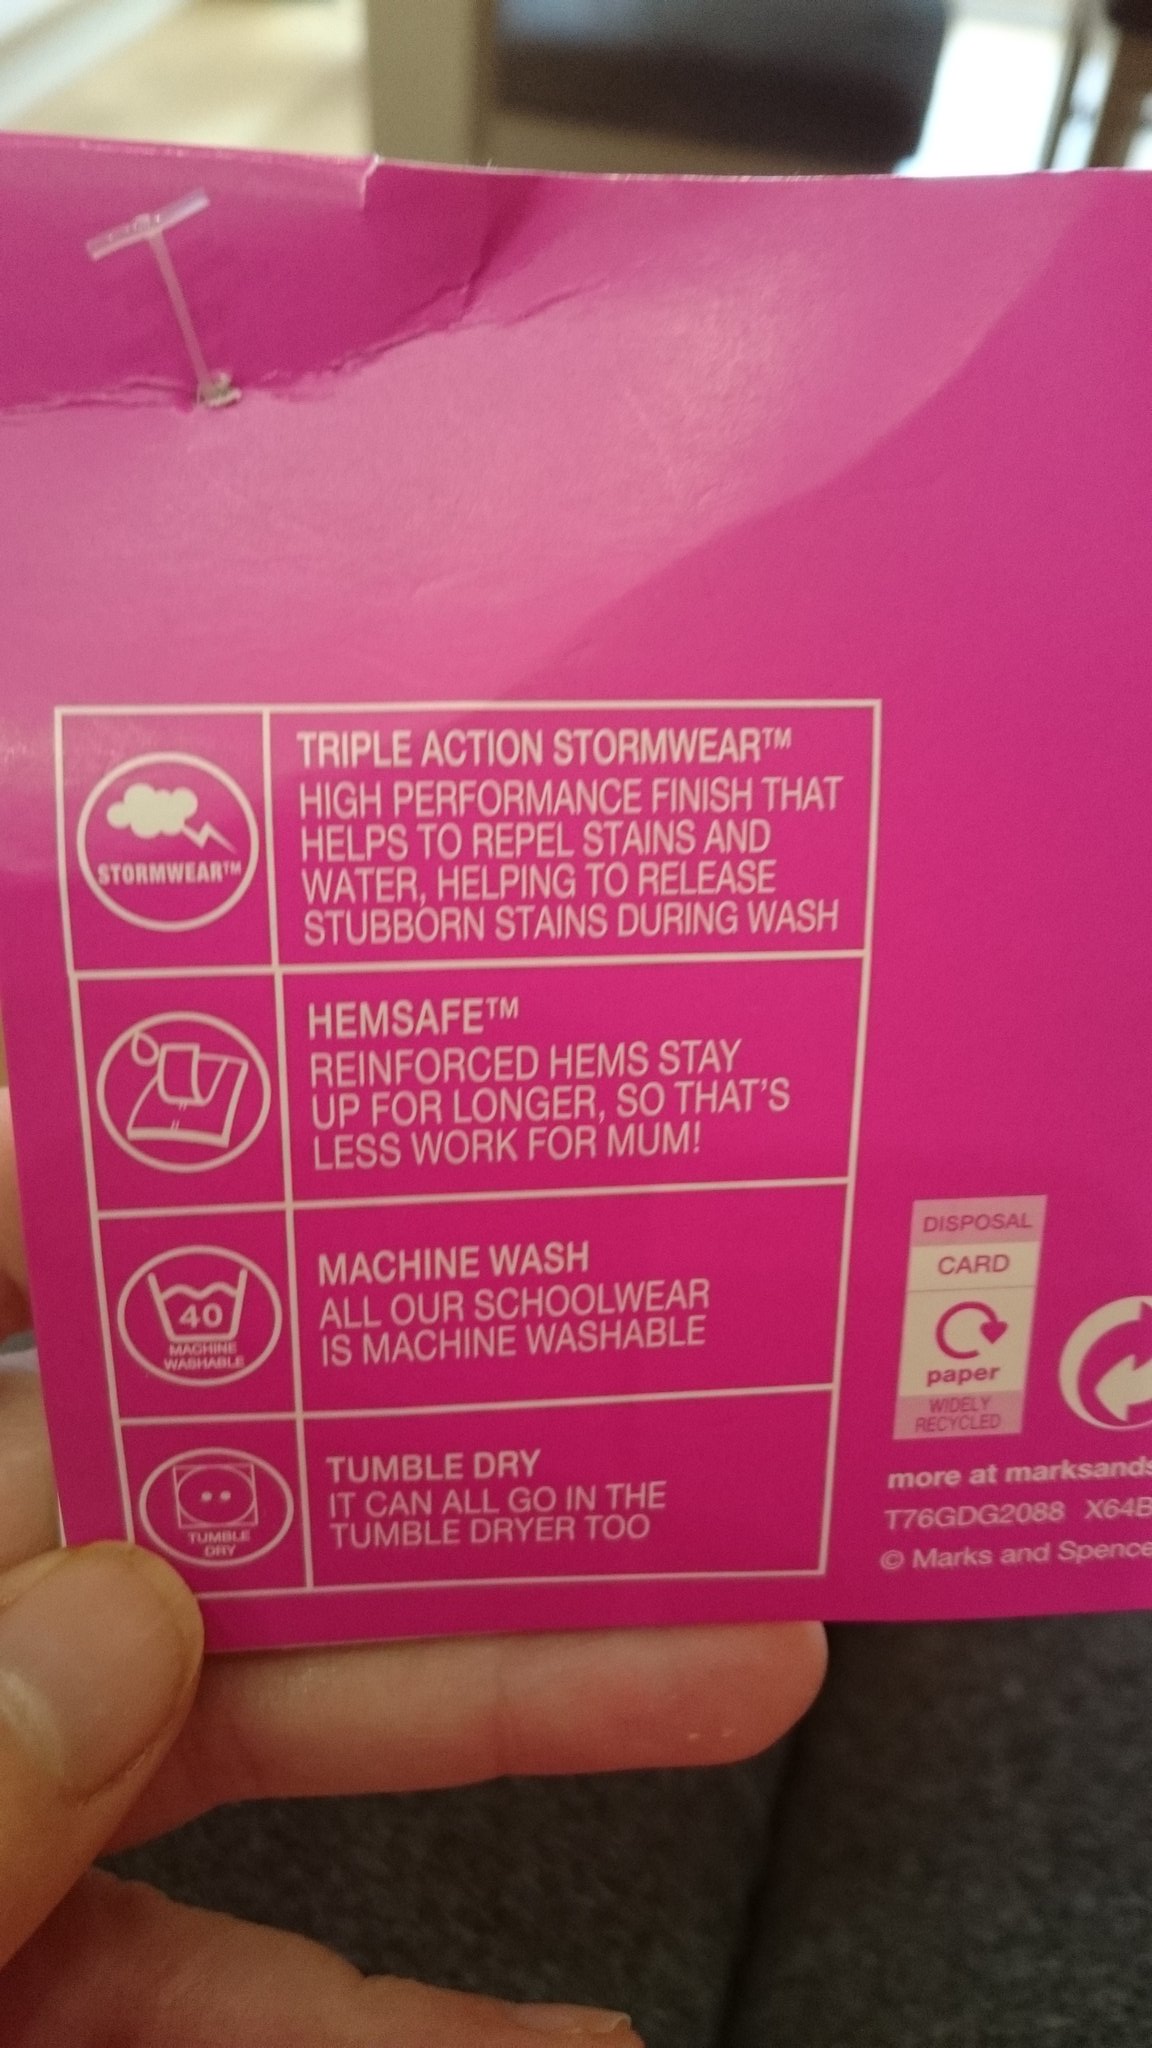 STORMWEAR™
TRIPLE ACTION STORMWEAR™
HIGH PERFORMANCE FINISH THAT
HELPS TO REPEL STAINS AND
WATER, HELPING TO RELEASE
STUBBORN STAINS DURING WASH
HEMSAFE™
REINFORCED HEMS STAY
UP FOR LONGER, SO THAT'S
LESS WORK FOR MUM!
40
MACHINE
WASHABLE
MACHINE WASH
ALL OUR SCHOOLWEAR
IS MACHINE WASHABLE
TUMBLE
DRY
TUMBLE DRY
IT CAN ALL GO IN THE
TUMBLE DRYER TOO
DISPOSAL
CARD
paper
WIDELY
RECYCLED
more at marksands
T76GDG2088 X64B
© Marks and Spence